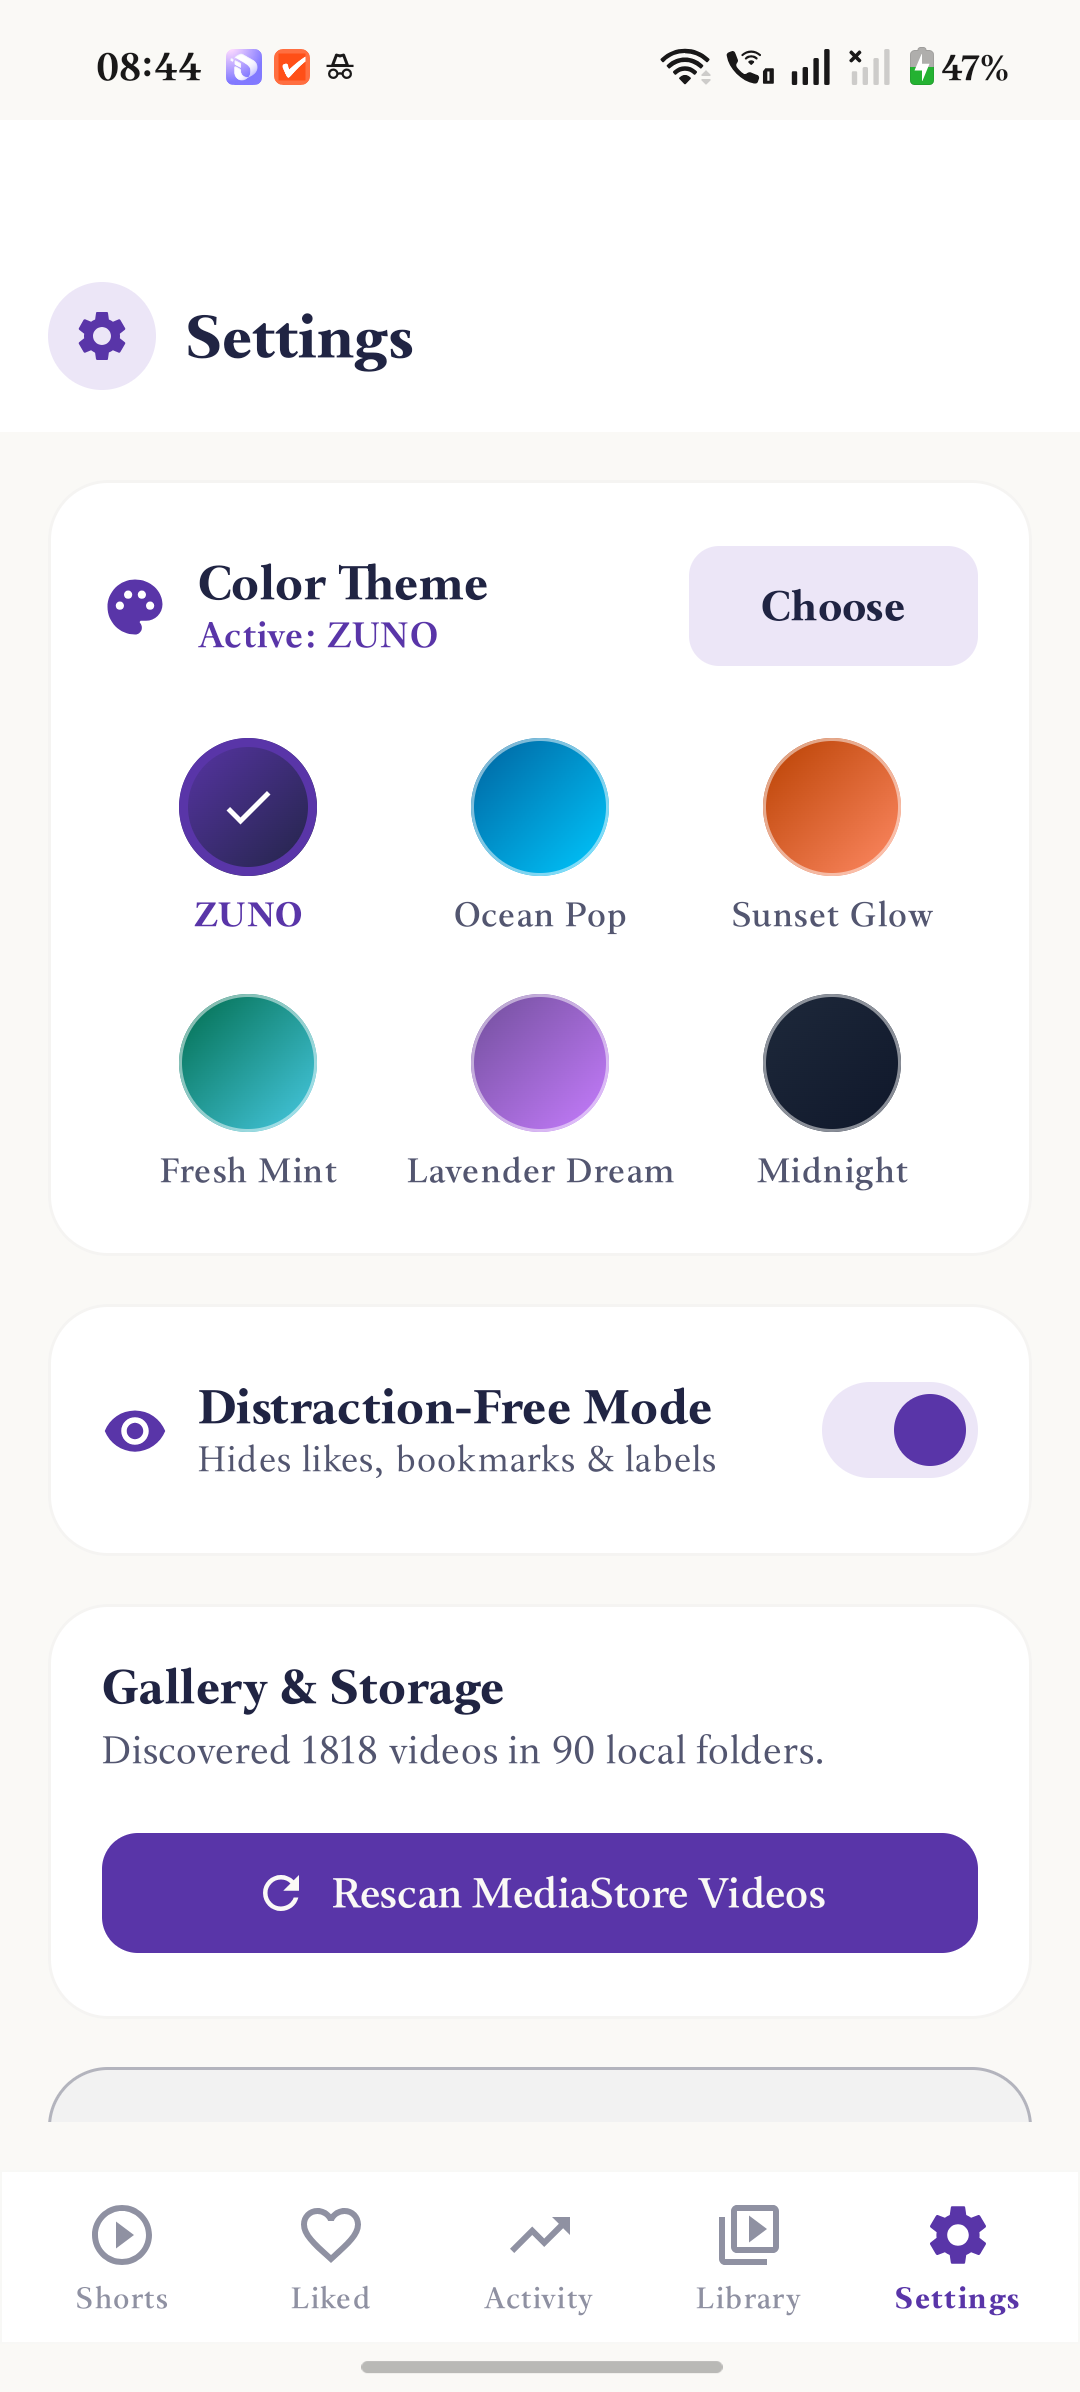 08:44
47%
Settings
Color Theme
Active: ZUNO
Choose
ZUNO
Ocean Pop
Sunset Glow
Fresh Mint
Lavender Dream
Midnight
Distraction-Free Mode
Hides likes, bookmarks & labels
Gallery & Storage
Discovered 1818 videos in 90 local folders.
Rescan MediaStore Videos
Shorts
Liked
Activity
Library
Settings